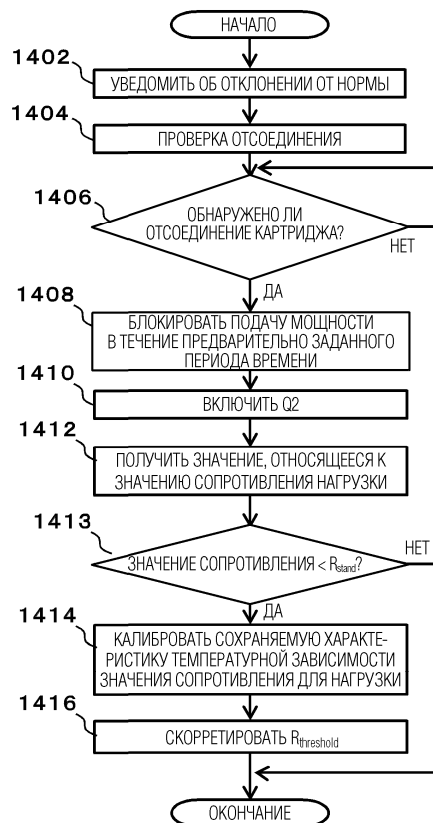 НАЧАЛО
1402
УВЕДОМИТЬ ОБ ОТКЛОНЕНИИ ОТ НОРМЫ
1404
ПРОВЕРКА ОТСОЕДИНЕНИЯ
1406
ОБНАРУЖЕНО ЛИ
ОТСОЕДИНЕНИЕ КАРТРИДЖА?
НЕТ
ДА
1408
БЛОКИРОВАТЬ ПОДАЧУ МОЩНОСТИ
В ТЕЧЕНИЕ ПРЕДВАРИТЕЛЬНО ЗАДАННОГО
ПЕРИОДА ВРЕМЕНИ
1410
ВКЛЮЧИТЬ Q2
1412
ПОЛУЧИТЬ ЗНАЧЕНИЕ, ОТНОСЯЩЕЕСЯ К
ЗНАЧЕНИЮ СОПРОТИВЛЕНИЯ НАГРУЗКИ
1413
ЗНАЧЕНИЕ СОПРОТИВЛЕНИЯ < Rstand?
НЕТ
ДА
1414
КАЛИБРОВАТЬ СОХРАНЯЕМУЮ ХАРАКТЕ-
РИСТИКУ ТЕМПЕРАТУРНОЙ ЗАВИСИМОСТИ
ЗНАЧЕНИЯ СОПРОТИВЛЕНИЯ ДЛЯ НАГРУЗКИ
1416
СКОРРЕТИРОВАТЬ Rthreshold
ОКОНЧАНИЕ